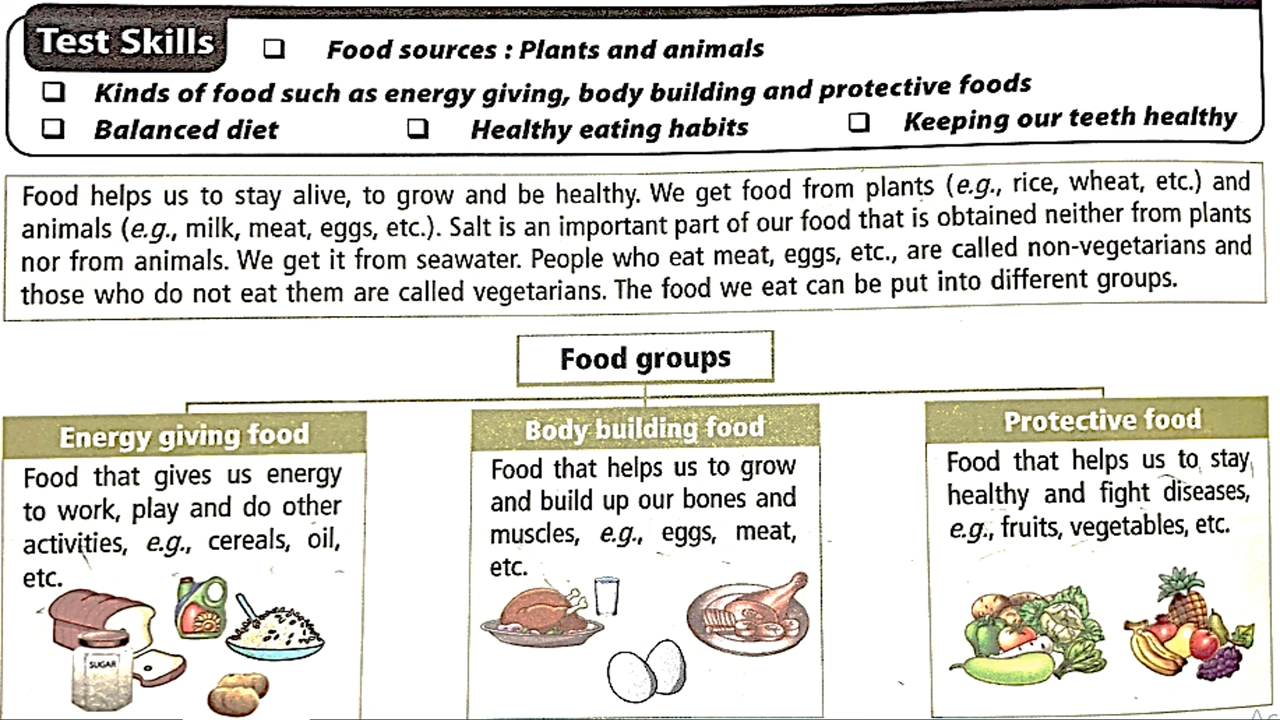 Test Skills
❑ Food sources : Plants and animals
❑ Kinds of food such as energy giving, body building and protective foods
❑ Balanced diet ❑ Healthy eating habits ❑ Keeping our teeth healthy
Food helps us to stay alive, to grow and be healthy. We get food from plants (e.g., rice, wheat, etc.) and
animals (e.g., milk, meat, eggs, etc.). Salt is an important part of our food that is obtained neither from plants
nor from animals. We get it from seawater. People who eat meat, eggs, etc., are called non-vegetarians and
those who do not eat them are called vegetarians. The food we eat can be put into different groups.
Food groups
Energy giving food
Food that gives us energy
to work, play and do other
activities, e.g., cereals, oil,
etc.
SUGAR
Body building food
Food that helps us to grow
and build up our bones and
muscles, e.g., eggs, meat,
etc.
Protective food
Food that helps us to stay
healthy and fight diseases,
e.g., fruits, vegetables, etc.